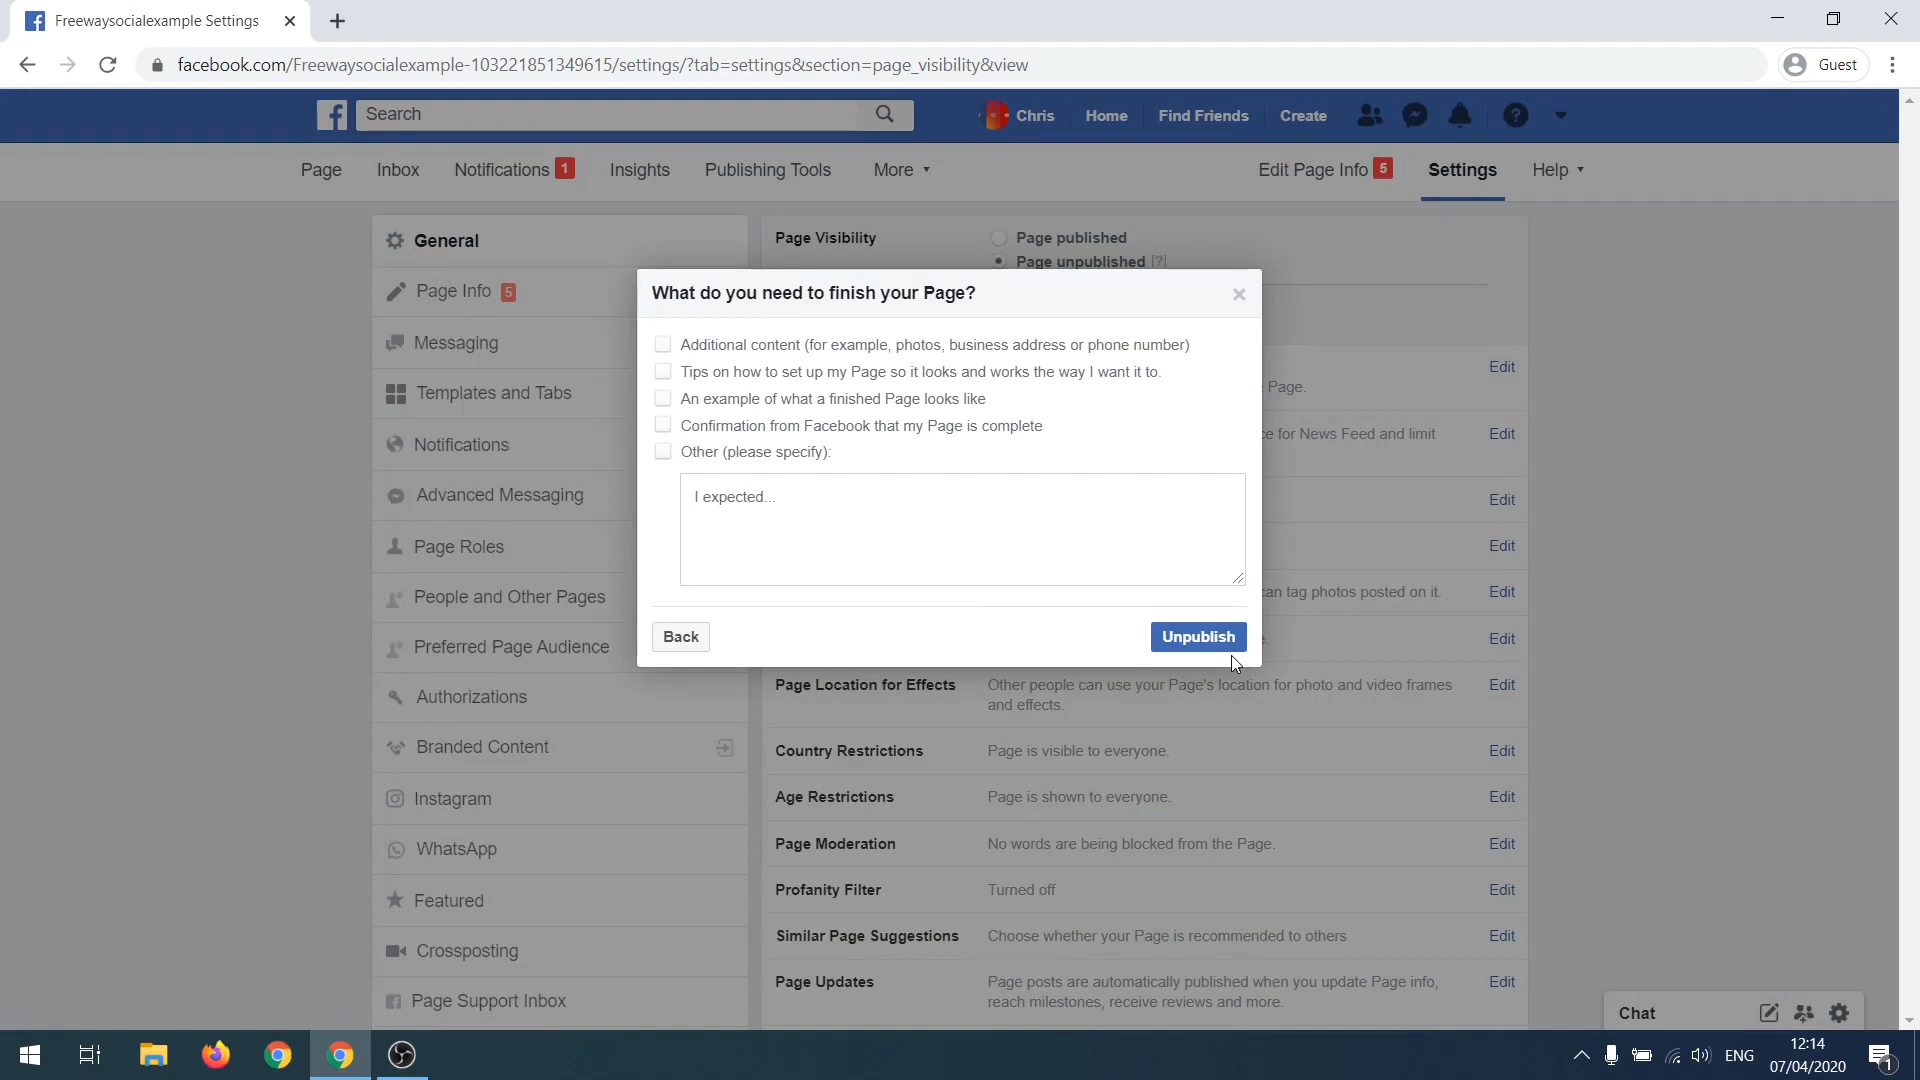 Freewaysocialexample Settings
facebook.com/Freewaysocialexample-103221851349615/settings/?tab=settings&section=page_visibility&view
Guest
Search
Chris
Home
Find Friends
Create
Page
Inbox
Notifications 1
Insights
Publishing Tools
More
Edit Page Info 5
Settings
Help
General
Page Info 5
Messaging
Templates and Tabs
Notifications
Advanced Messaging
Page Roles
People and Other Pages
Preferred Page Audience
Authorizations
Branded Content
Instagram
WhatsApp
Featured
Crossposting
Page Support Inbox
Page Visibility
Page published
Page unpublished [?]
What do you need to finish your Page?
Additional content (for example, photos, business address or phone number)
Tips on how to set up my Page so it looks and works the way I want it to.
An example of what a finished Page looks like
Confirmation from Facebook that my Page is complete
Other (please specify):
I expected...
Back
Unpublish
Edit
Page.
ce for News Feed and limit
Edit
Edit
Edit
can tag photos posted on it.
Edit
Edit
Page Location for Effects
Other people can use your Page's location for photo and video frames
and effects.
Edit
Country Restrictions
Page is visible to everyone.
Edit
Age Restrictions
Page is shown to everyone.
Edit
Page Moderation
No words are being blocked from the Page.
Edit
Profanity Filter
Turned off
Edit
Similar Page Suggestions
Choose whether your Page is recommended to others
Edit
Page Updates
Page posts are automatically published when you update Page info,
reach milestones, receive reviews and more.
Edit
Chat
ENG
12:14
07/04/2020
1